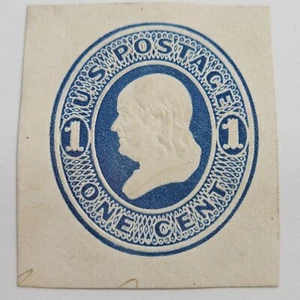 U.S. POSTAGE
1 1
ONE CENT